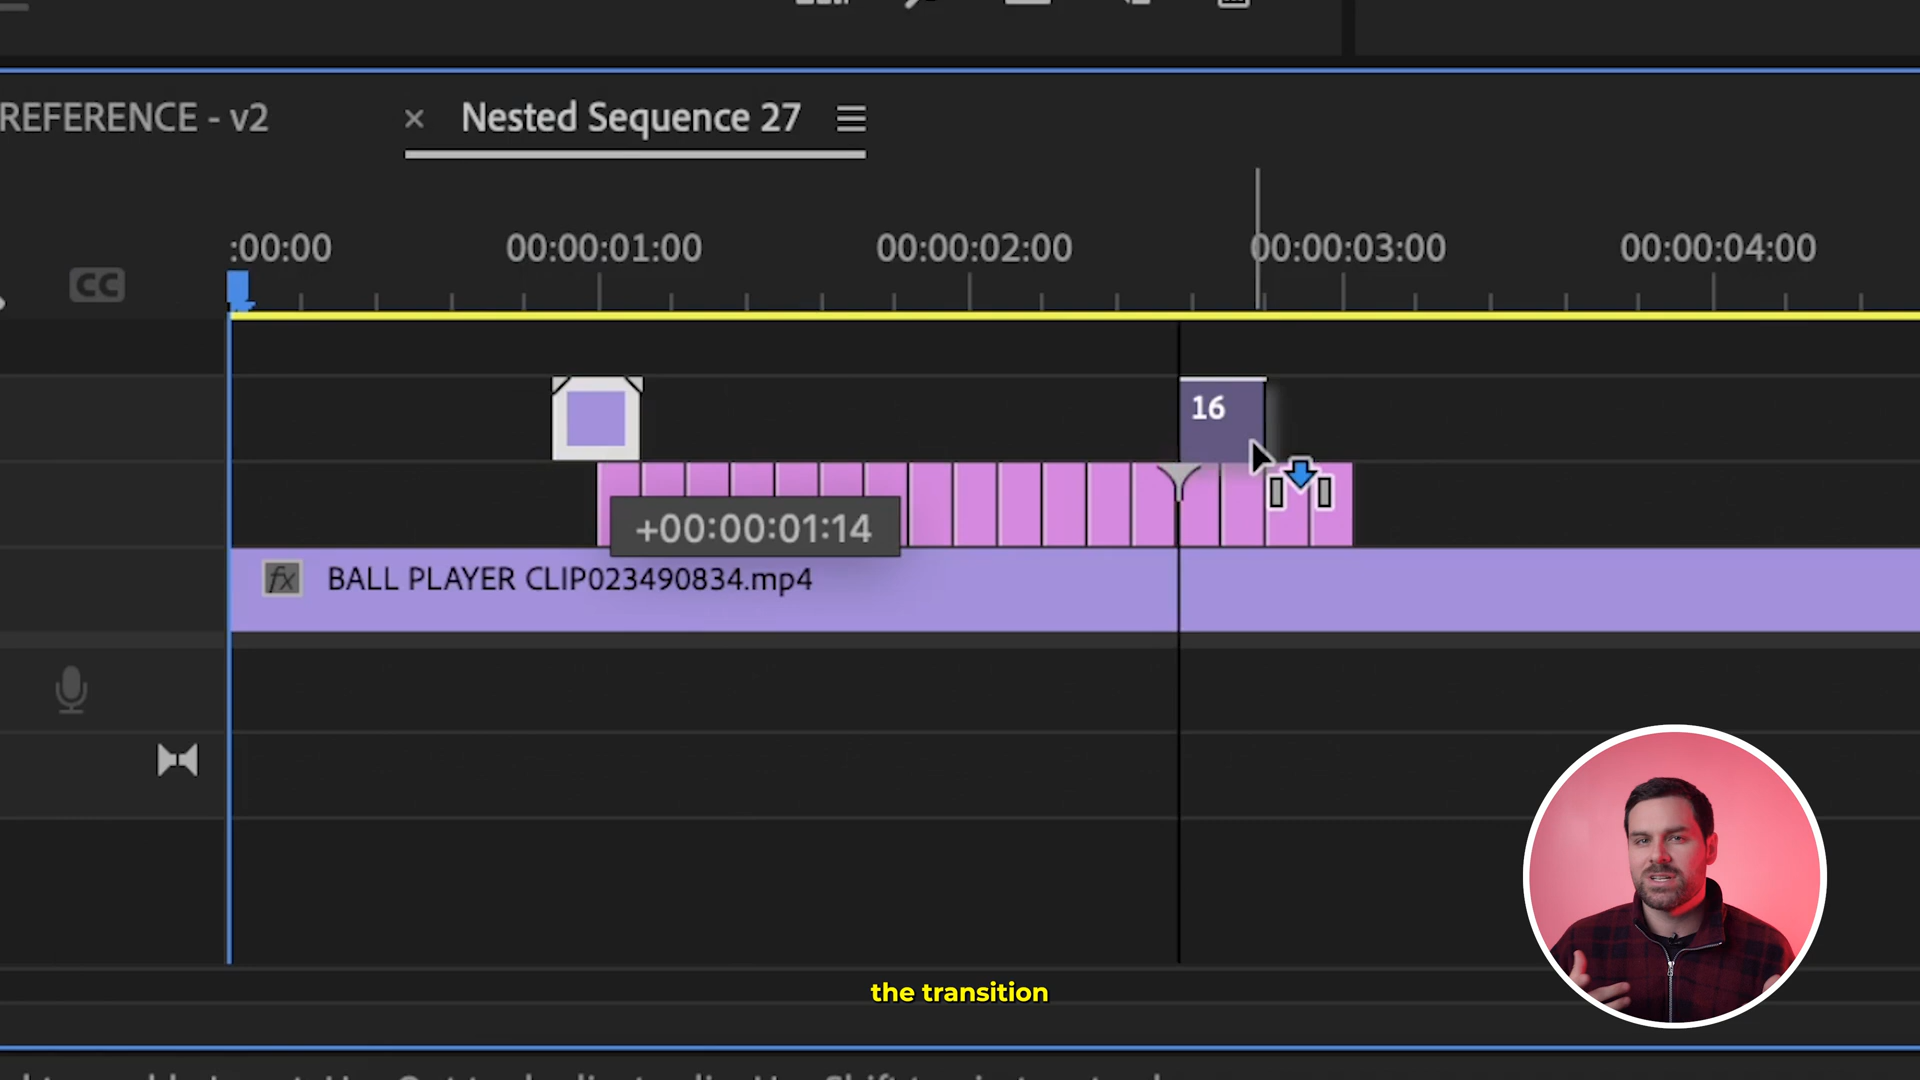 REFERENCE - v2
× Nested Sequence 27
:00:00 00:00:01:00 00:00:02:00 00:00:03:00 00:00:04:00
CC
16
+00:00:01:14
fx BALL PLAYER CLIP023490834.mp4
the transition